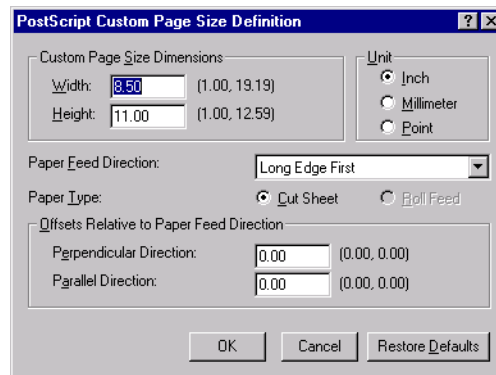 PostScript Custom Page Size Definition
Custom Page Size Dimensions
Width: 8.50 (1.00, 19.19)
Height: 11.00 (1.00, 12.59)
Unit
Inch
Millimeter
Point
Paper Feed Direction: Long Edge First
Paper Type: Cut Sheet Roll Feed
Offsets Relative to Paper Feed Direction
Perpendicular Direction: 0.00 (0.00, 0.00)
Parallel Direction: 0.00 (0.00, 0.00)
OK Cancel Restore Defaults